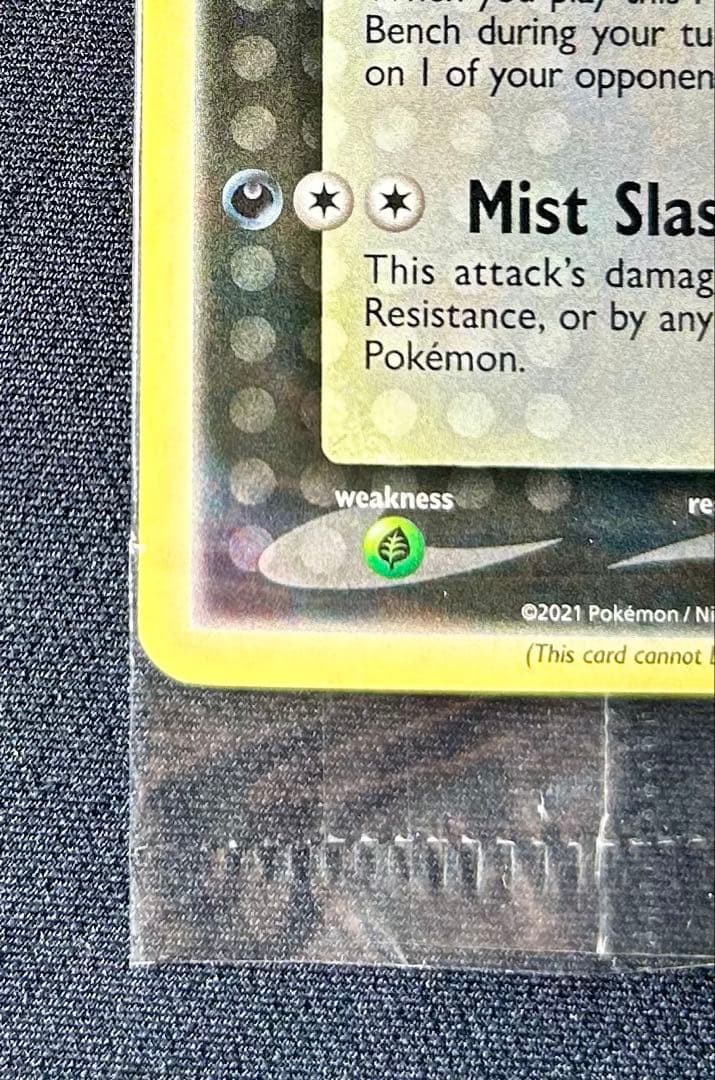 Bench during your tu
on 1 of your opponen
Mist Slas
This attack's damag
Resistance, or by any
Pokémon.
weakness
re
©2021 Pokémon / Ni
(This card cannot